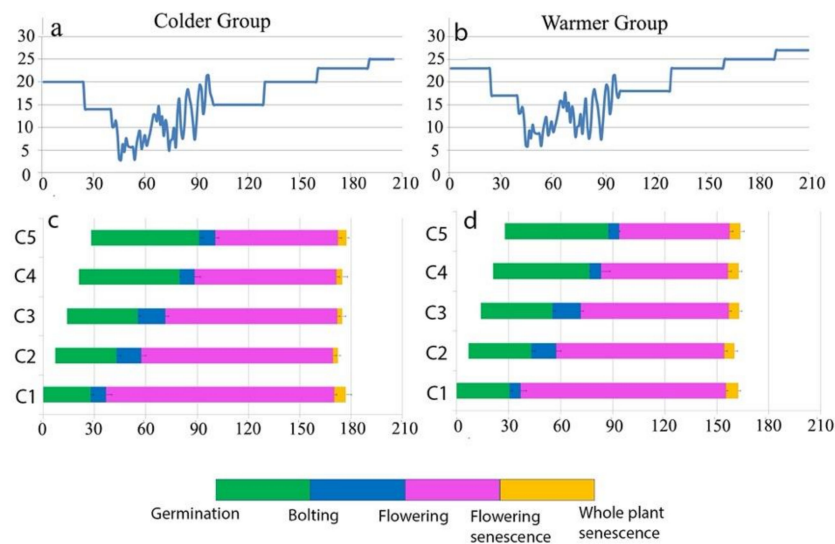 Colder Group
Warmer Group
a
b
30
25
20
15
10
5
0
0 30 60 90 120 150 180 210
30
25
20
15
10
5
0
0 30 60 90 120 150 180 210
c
d
C5
C4
C3
C2
C1
0 30 60 90 120 150 180 210
C5
C4
C3
C2
C1
0 30 60 90 120 150 180 210
Germination
Bolting
Flowering
Flowering
senescence
Whole plant
senescence